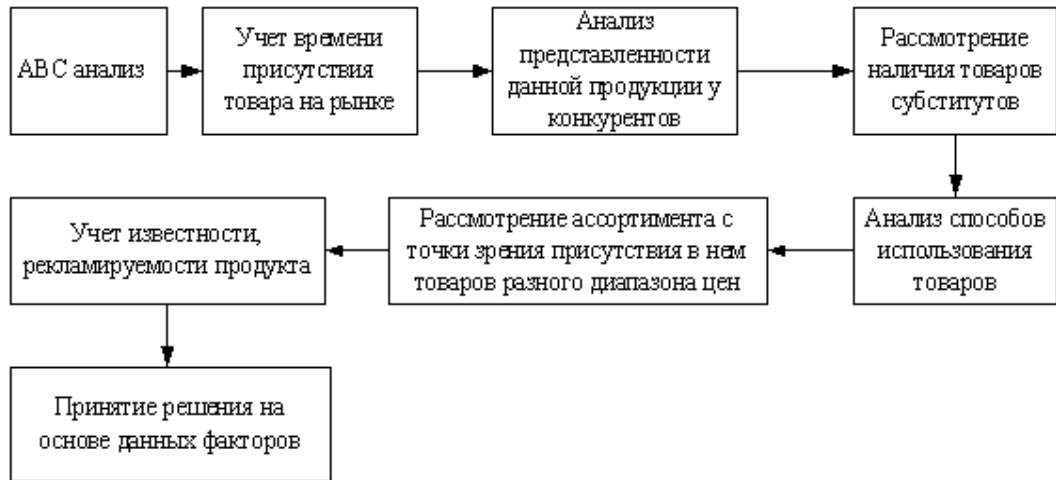 АВС анализ
Учет времени
присутствия
товара на рынке
Анализ
представленности
данной продукции у
конкурентов
Рассмотрение
наличия товаров
субститутов
Анализ способов
использования
товаров
Рассмотрение ассортимента с
точки зрения присутствия в нем
товаров разного диапазона цен
Учет известности,
рекламируемости продукта
Принятие решения на
основе данных факторов